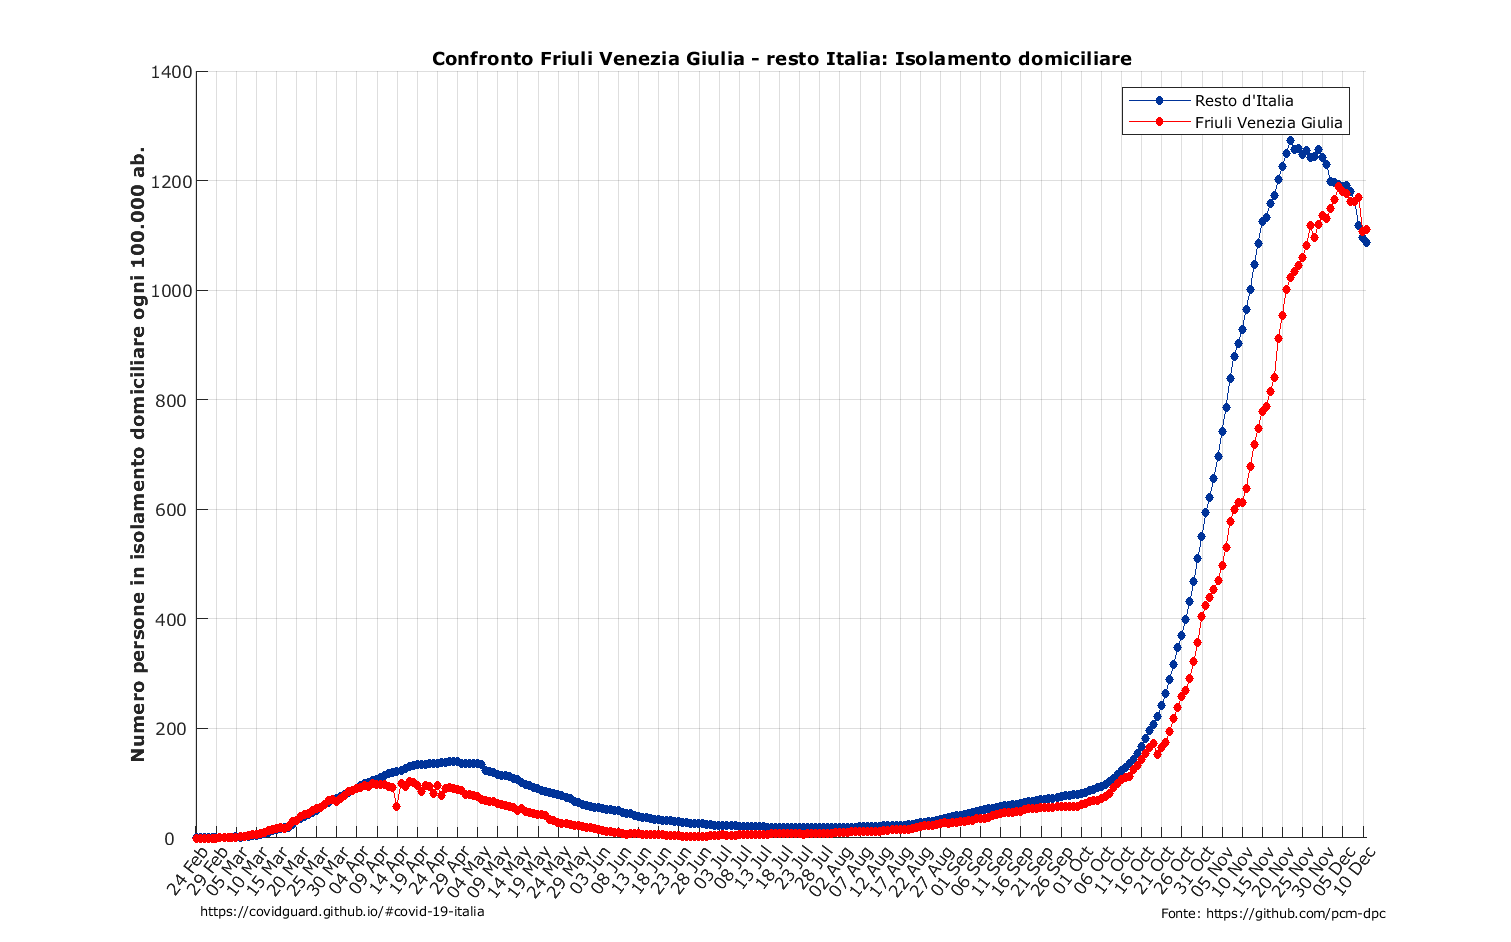 Confronto Friuli Venezia Giulia - resto Italia: Isolamento domiciliare
Resto d'Italia
Friuli Venezia Giulia
Numero persone in isolamento domiciliare ogni 100.000 ab.
1400
1200
1000
800
600
400
200
0
24 Feb
29 Feb
05 Mar
10 Mar
15 Mar
20 Mar
25 Mar
30 Mar
04 Apr
09 Apr
14 Apr
19 Apr
24 Apr
29 Apr
04 May
09 May
14 May
19 May
24 May
29 May
03 Jun
08 Jun
13 Jun
18 Jun
23 Jun
28 Jun
03 Jul
08 Jul
13 Jul
18 Jul
23 Jul
28 Jul
02 Aug
07 Aug
12 Aug
17 Aug
22 Aug
27 Aug
01 Sep
06 Sep
11 Sep
16 Sep
21 Sep
26 Sep
01 Oct
06 Oct
11 Oct
16 Oct
21 Oct
26 Oct
31 Oct
05 Nov
10 Nov
15 Nov
20 Nov
25 Nov
30 Nov
05 Dec
10 Dec
https://covidguard.github.io/#covid-19-italia
Fonte: https://github.com/pcm-dpc